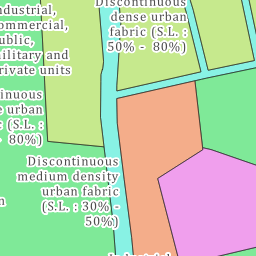 ndustrial,
commercial,
public,
military and
private units
Discontinuous
dense urban
fabric (S.L. :
50% - 80%)
inuous
urban
(S.L. :
80%)
Discontinuous
medium density
urban fabric
(S.L. : 30% -
50%)